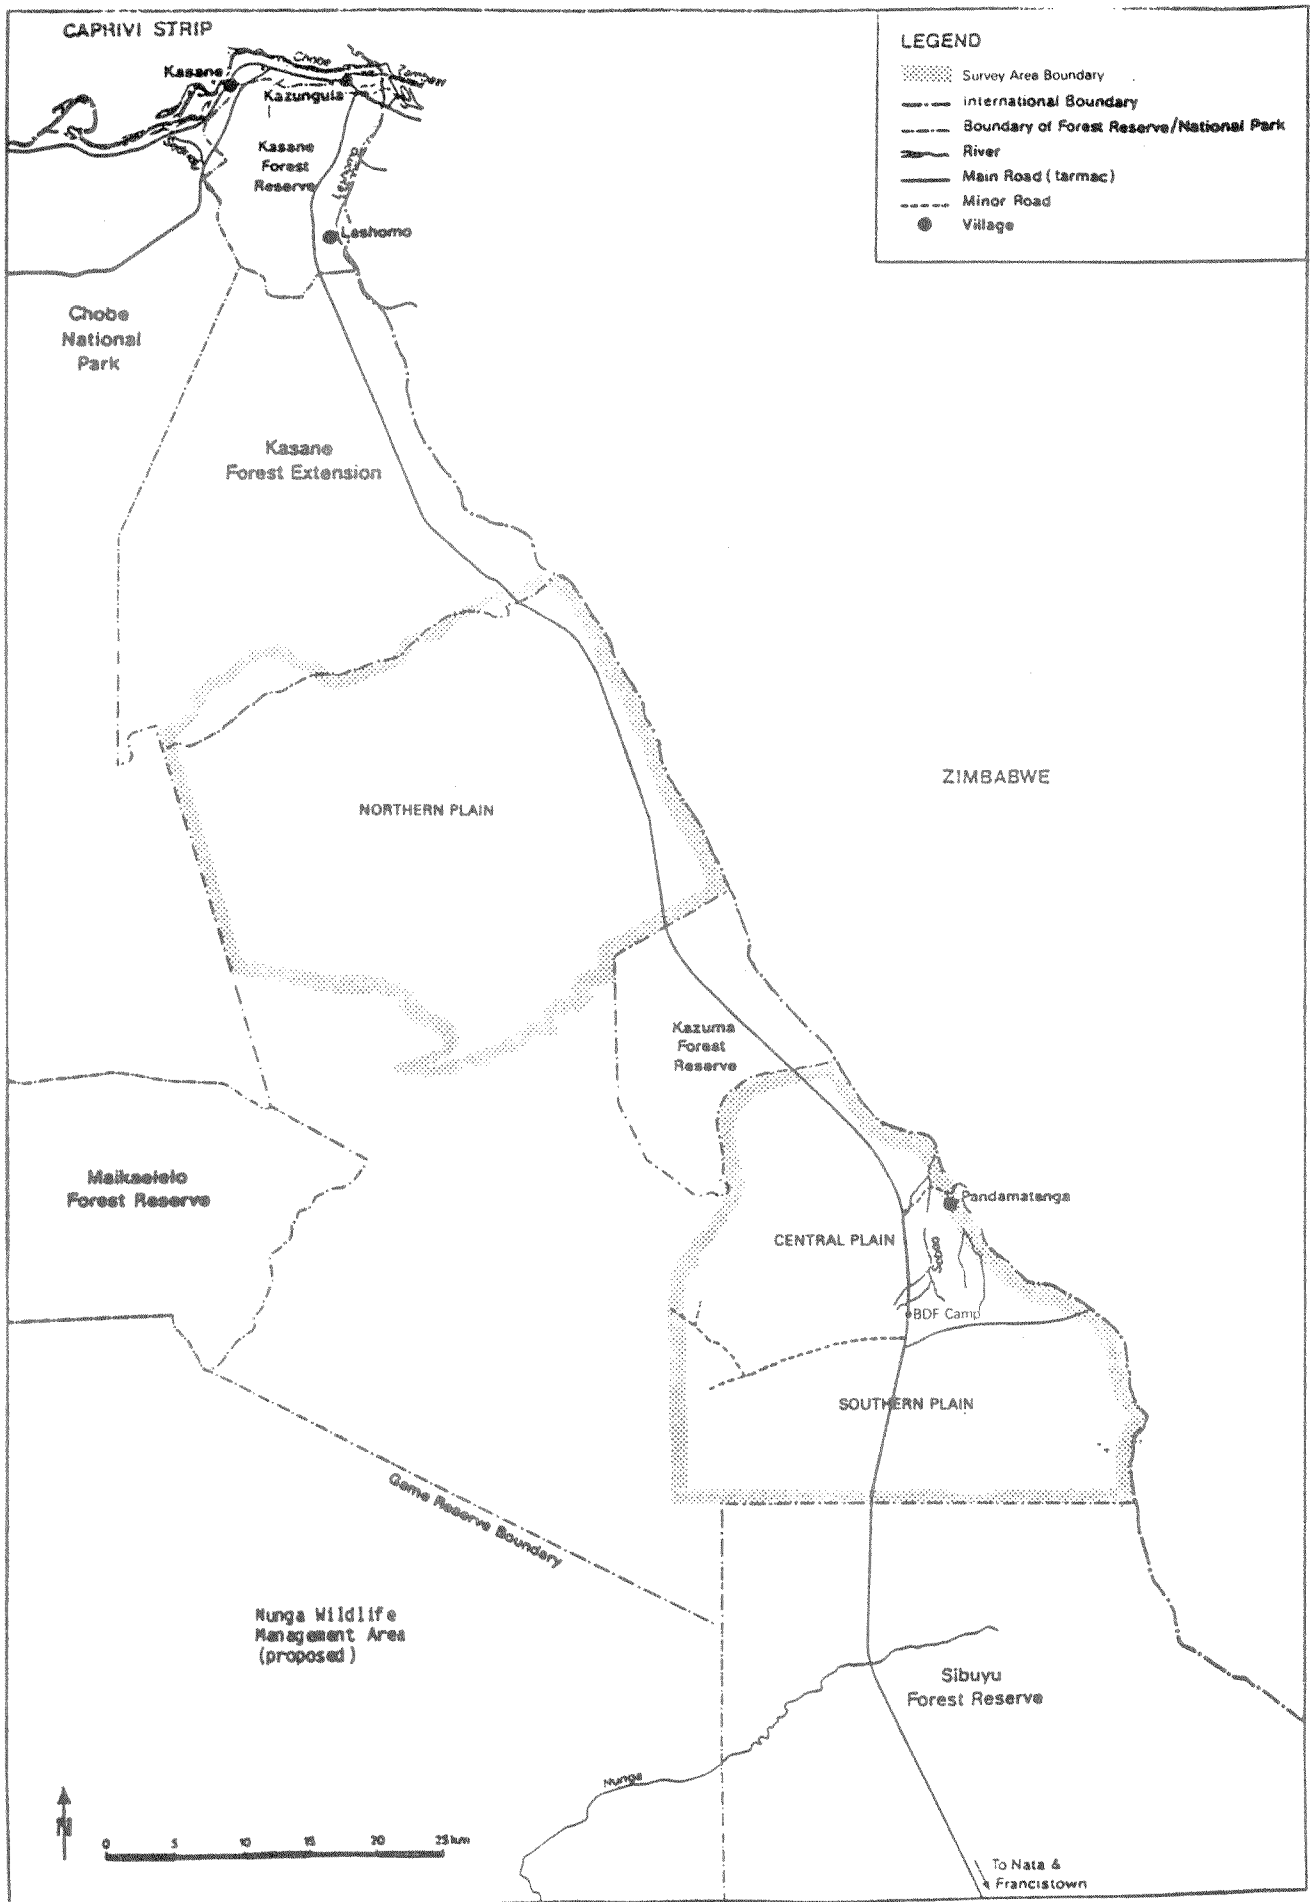 CAPRIVI STRIP
LEGEND
Survey Area Boundary
International Boundary
Boundary of Forest Reserve/National Park
River
Main Road (tarmac)
Minor Road
Village
Chobe
Zambezi
Kasane
Kazungula
Kasane
Forest
Reserve
Leshomo
Leshomo
Chobe
National
Park
Kasane
Forest Extension
ZIMBABWE
NORTHERN PLAIN
Kazuma
Forest
Reserve
Maikaelelo
Forest Reserve
Pandamatenga
CENTRAL PLAIN
BDF Camp
SOUTHERN PLAIN
Game Reserve Boundary
Nunga Wildlife
Management Area
(proposed)
Sibuyu
Forest Reserve
Nunga
N
0 5 10 15 20 25 km
To Nata &
Francistown